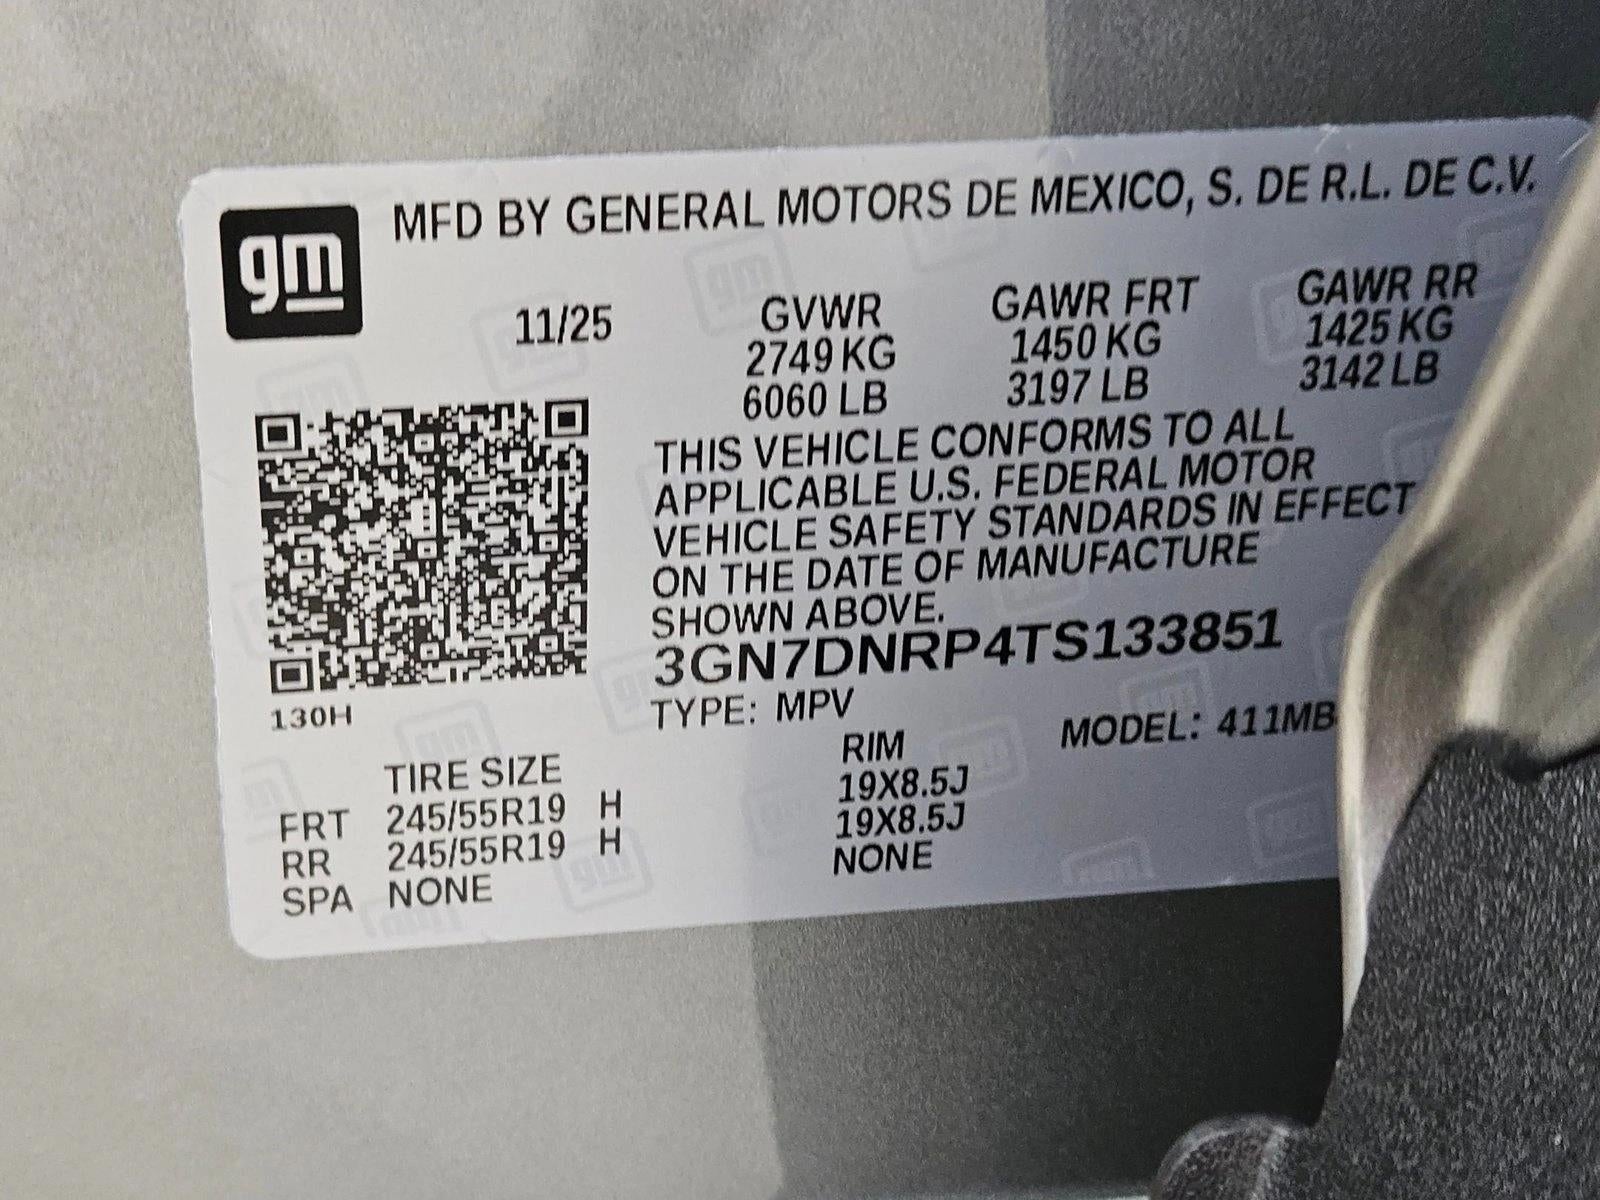 gm
MFD BY GENERAL MOTORS DE MEXICO, S. DE R.L. DE C.V.
11/25 GVWR GAWR FRT GAWR RR
2749 KG 1450 KG 1425 KG
6060 LB 3197 LB 3142 LB
THIS VEHICLE CONFORMS TO ALL
APPLICABLE U.S. FEDERAL MOTOR
VEHICLE SAFETY STANDARDS IN EFFECT
ON THE DATE OF MANUFACTURE
SHOWN ABOVE.
3GN7DNRP4TS133851
130H
TYPE: MPV MODEL: 411MB
TIRE SIZE RIM
FRT 245/55R19 H 19X8.5J
RR 245/55R19 H 19X8.5J
SPA NONE NONE